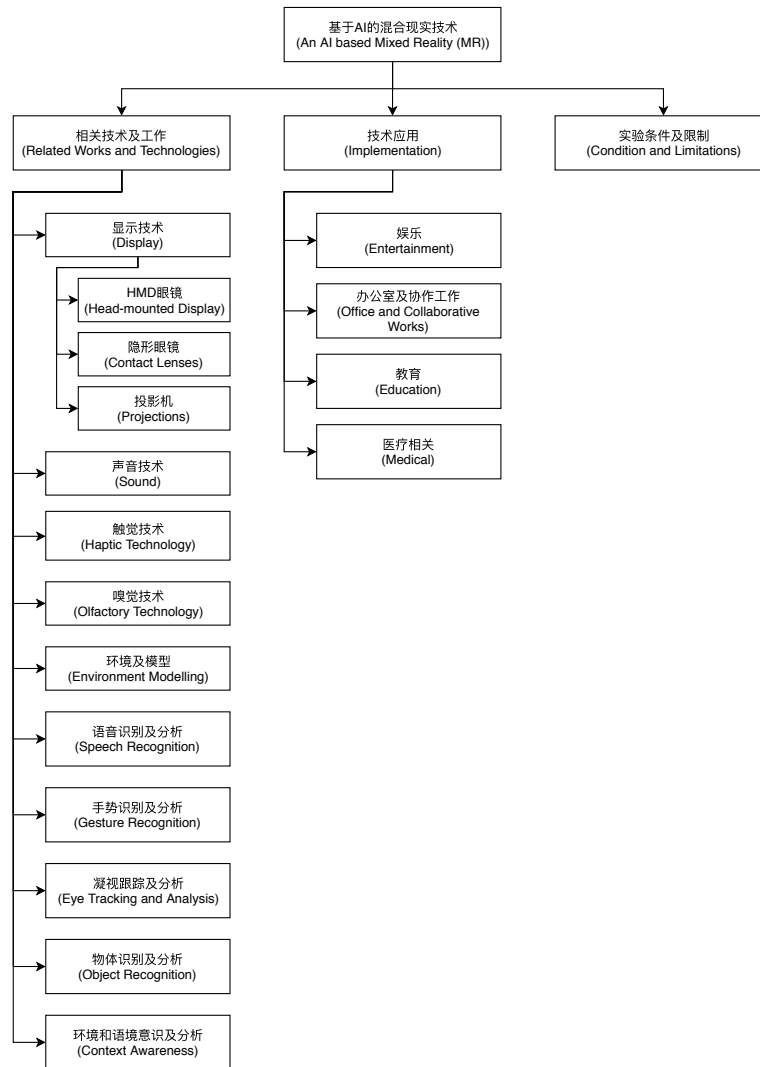 基于AI的混合现实技术
(An AI based Mixed Reality (MR))
相关技术及工作
(Related Works and Technologies)
技术应用
(Implementation)
实验条件及限制
(Condition and Limitations)
显示技术
(Display)
HMD眼镜
(Head-mounted Display)
隐形眼镜
(Contact Lenses)
投影机
(Projections)
声音技术
(Sound)
触觉技术
(Haptic Technology)
嗅觉技术
(Olfactory Technology)
环境及模型
(Environment Modelling)
语音识别及分析
(Speech Recognition)
手势识别及分析
(Gesture Recognition)
凝视跟踪及分析
(Eye Tracking and Analysis)
物体识别及分析
(Object Recognition)
环境和语境意识及分析
(Context Awareness)
娱乐
(Entertainment)
办公室及协作工作
(Office and Collaborative
Works)
教育
(Education)
医疗相关
(Medical)